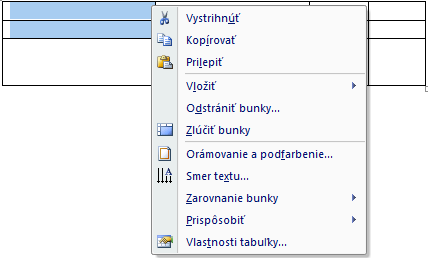 Vystrihnúť
Kopírovať
Prilepiť
Vložiť
Odstrániť bunky...
Zlúčiť bunky
Orámovanie a podfarbenie...
Smer textu...
Zarovnanie bunky
Prispôsobiť
Vlastnosti tabuľky...